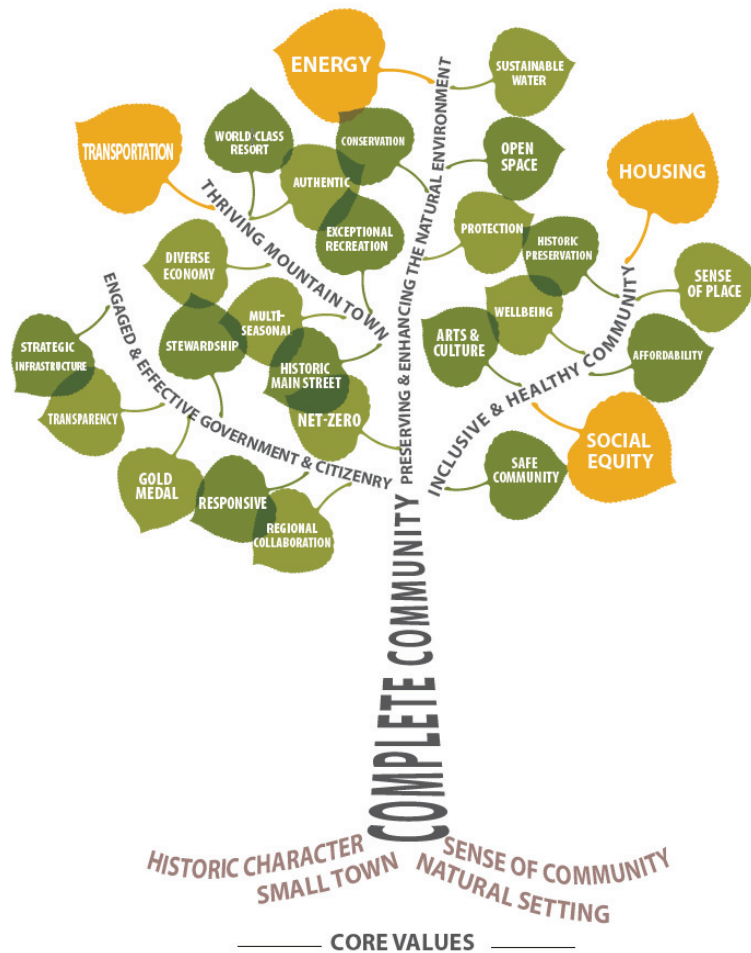 ENERGY
SUSTAINABLE
WATER
TRANSPORTATION
WORLD-CLASS
RESORT
CONSERVATION
AUTHENTIC
OPEN
SPACE
HOUSING
EXCEPTIONAL
RECREATION
PROTECTION
HISTORIC
PRESERVATION
DIVERSE
ECONOMY
SENSE
OF PLACE
MULTI-
SEASONAL
WELLBEING
STRATEGIC
INFRASTRUCTURE
STEWARDSHIP
HISTORIC
MAIN STREET
ARTS &
CULTURE
AFFORDABILITY
TRANSPARENCY
NET-ZERO
SOCIAL
EQUITY
GOLD
MEDAL
RESPONSIVE
REGIONAL
COLLABORATION
SAFE
COMMUNITY
ENGAGED & EFFECTIVE GOVERNMENT & CITIZENRY
THRIVING MOUNTAIN TOWN
PRESERVING & ENHANCING THE NATURAL ENVIRONMENT
INCLUSIVE & HEALTHY COMMUNITY
COMPLETE COMMUNITY
HISTORIC CHARACTER
SMALL TOWN
SENSE OF COMMUNITY
NATURAL SETTING
CORE VALUES